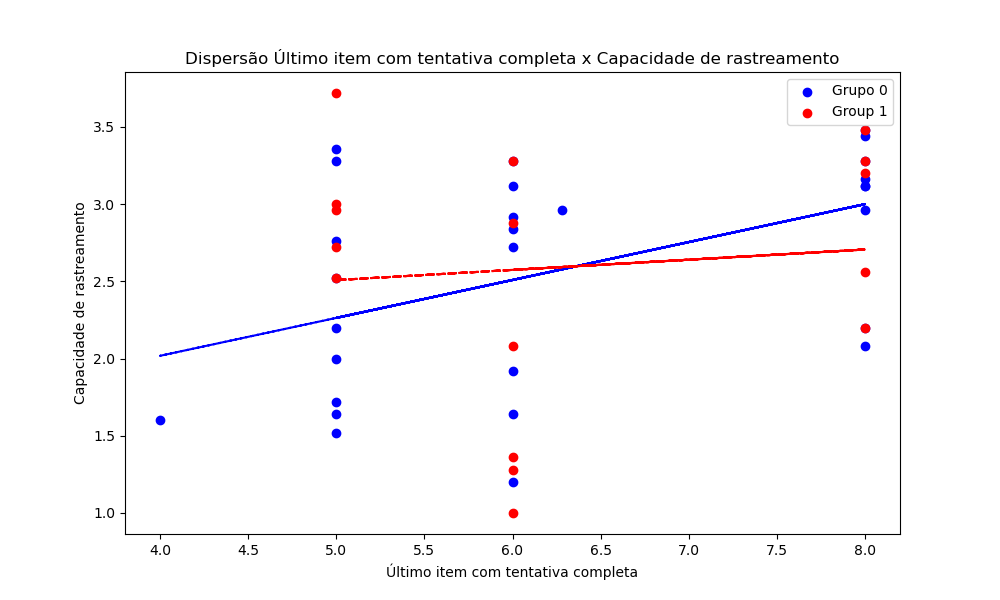 Dispersão Último item com tentativa completa x Capacidade de rastreamento
Grupo 0
Group 1
Capacidade de rastreamento
3.5
3.0
2.5
2.0
1.5
1.0
4.0 4.5 5.0 5.5 6.0 6.5 7.0 7.5 8.0
Último item com tentativa completa